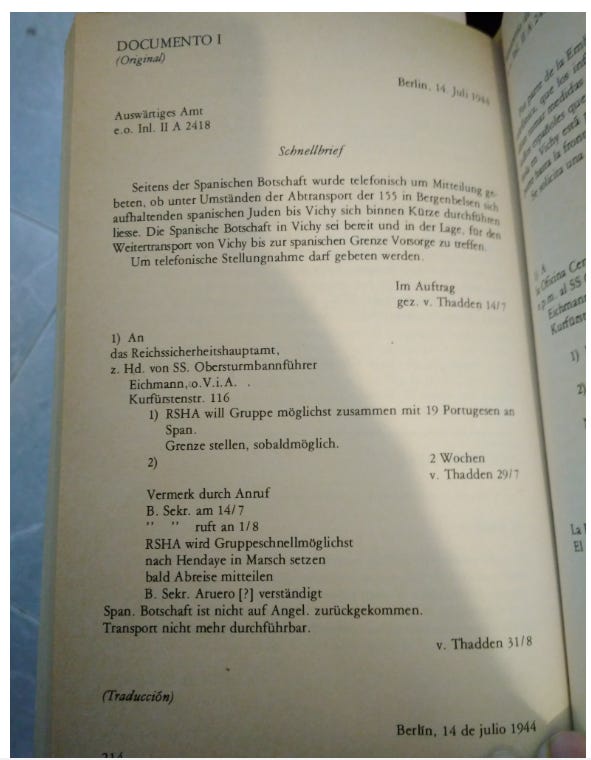 DOCUMENTO I
(Original)
Berlin, 14. Juli 1944
Auswärtiges Amt
e.o. Inl. II A 2418
Schnellbrief
Seitens der Spanischen Botschaft wurde telefonisch um Mitteilung ge-
beten, ob unter Umständen der Abtransport der 155 in Bergenbelsen sich
aufhaltenden spanischen Juden bis Vichy sich binnen Kürze durchführen
liesse. Die Spanische Botschaft in Vichy sei bereit und in der Lage, für den
Weitertransport von Vichy bis zur spanischen Grenze Vorsorge zu treffen.
Um telefonische Stellungnahme darf gebeten werden.
Im Auftrag
gez. v. Thadden 14/7
1) An
das Reichssicherheitshauptamt,
z. Hd. von SS. Obersturmbannführer
Eichmann, o.V.i.A.
Kurfürstenstr. 116
1) RSHA will Gruppe möglichst zusammen mit 19 Portugesen an
Span.
Grenze stellen, sobaldmöglich.
2) 2 Wochen
v. Thadden 29/7
Vermerk durch Anruf
B. Sekr. am 14/7
" " ruft an 1/8
RSHA wird Gruppeschnellmöglichst
nach Hendaye in Marsch setzen
bald Abreise mitteilen
B. Sekr. Aruero [?] verständigt
Span. Botschaft ist nicht auf Angel. zurückgekommen.
Transport nicht mehr durchführbar.
v. Thadden 31/8
(Traducción)
Berlín, 14 de julio 1944